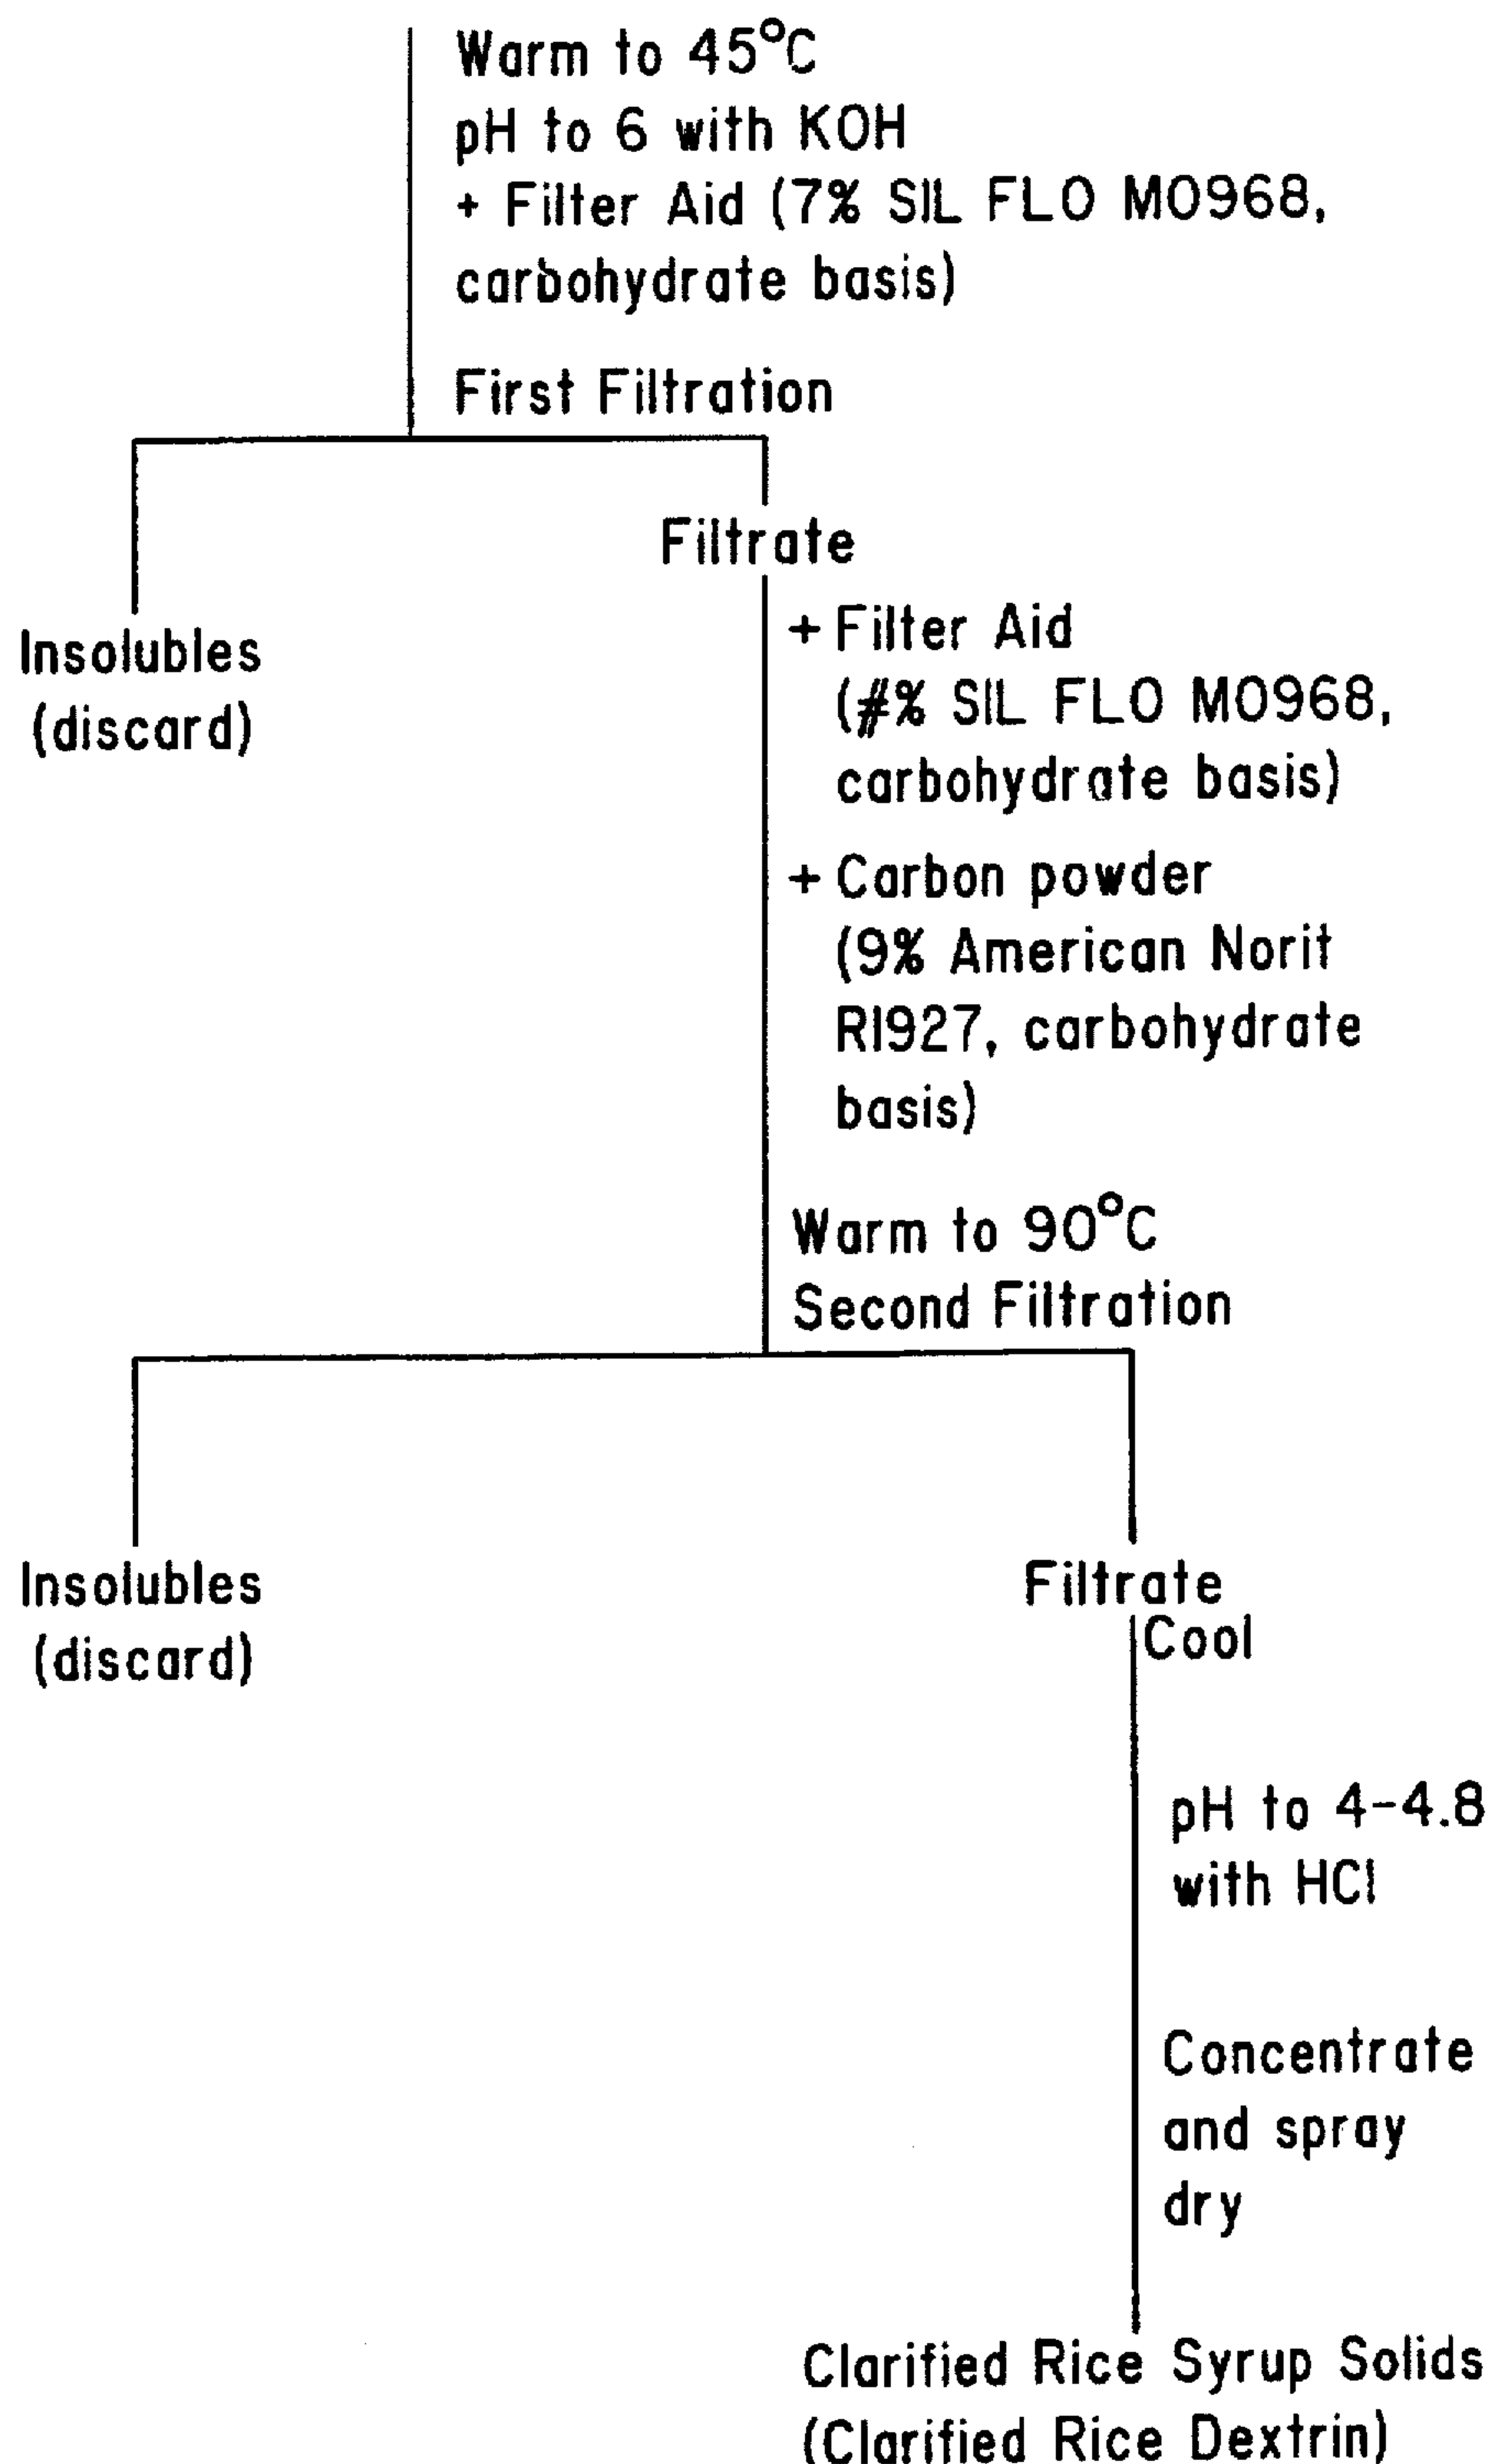 Warm to 45°C
pH to 6 with KOH
+ Filter Aid (7% SIL FLO M0968,
carbohydrate basis)
First Filtration
Filtrate
Insolubles
(discard)
+ Filter Aid
(#% SIL FLO M0968,
carbohydrate basis)
+ Carbon powder
(9% American Norit
R1927, carbohydrate
basis)
Warm to 90°C
Second Filtration
Insolubles
(discard)
Filtrate
Cool
pH to 4-4.8
with HCl
Concentrate
and spray
dry
Clarified Rice Syrup Solids
(Clarified Rice Dextrin)